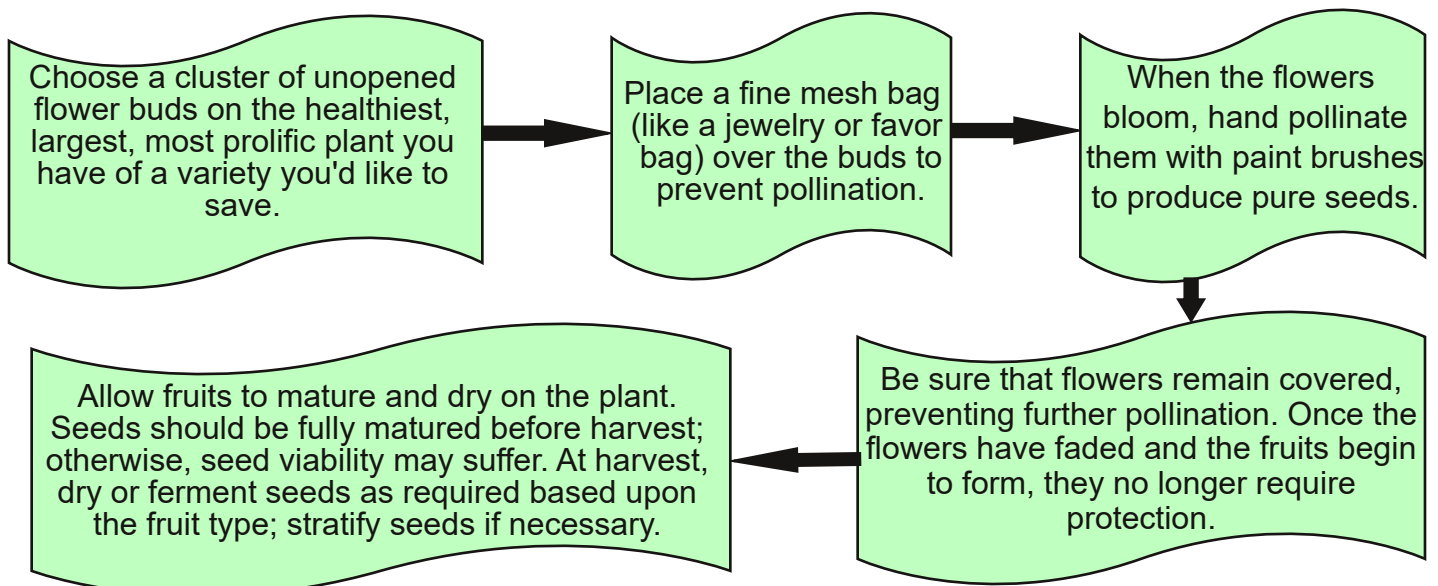 Choose a cluster of unopened
flower buds on the healthiest,
largest, most prolific plant you
have of a variety you'd like to
save.
Place a fine mesh bag
(like a jewelry or favor
bag) over the buds to
prevent pollination.
When the flowers
bloom, hand pollinate
them with paint brushes
to produce pure seeds.
Be sure that flowers remain covered,
preventing further pollination. Once the
flowers have faded and the fruits begin
to form, they no longer require
protection.
Allow fruits to mature and dry on the plant.
Seeds should be fully matured before harvest;
otherwise, seed viability may suffer. At harvest,
dry or ferment seeds as required based upon
the fruit type; stratify seeds if necessary.